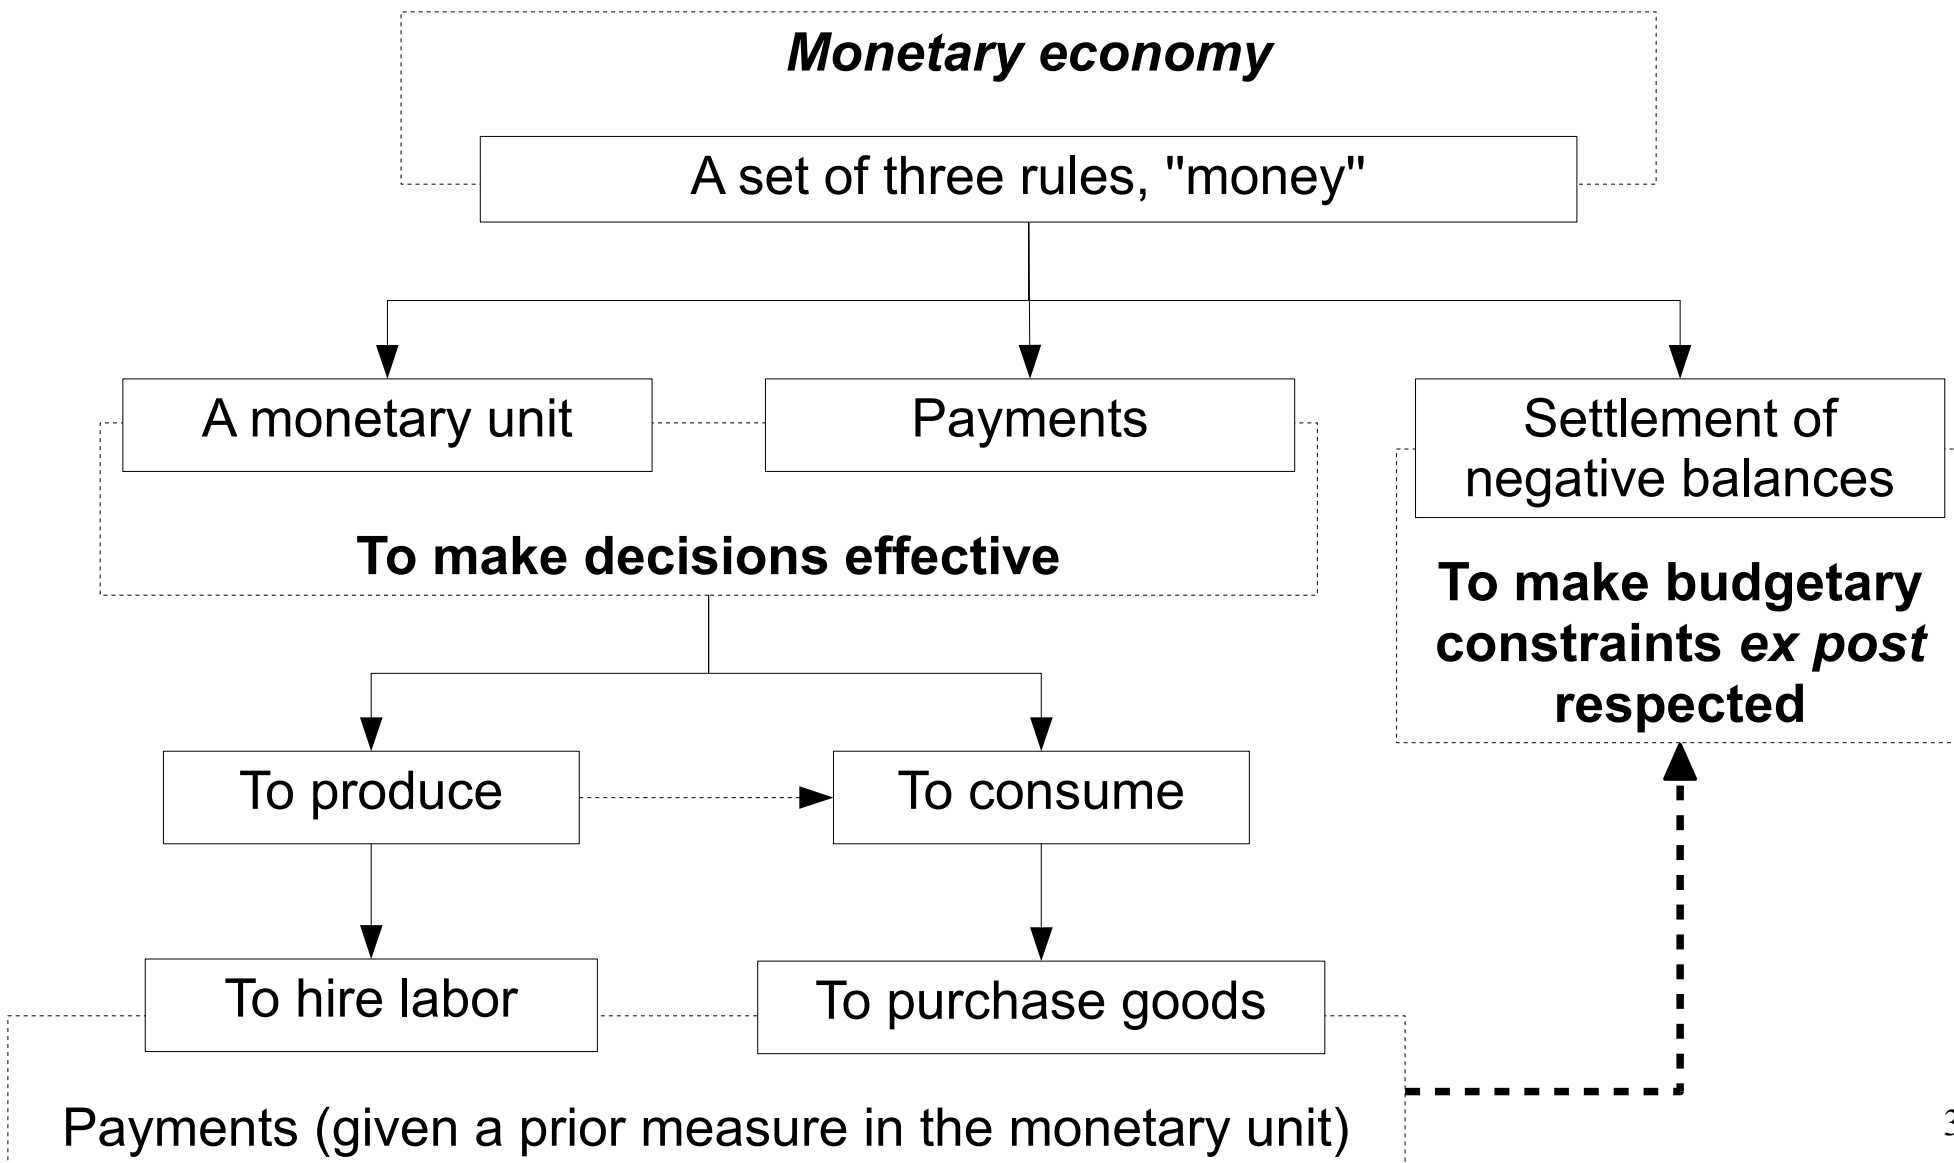 Monetary economy
A set of three rules, "money"
A monetary unit
Payments
Settlement of
negative balances
To make decisions effective
To make budgetary
constraints ex post
respected
To produce
To consume
To hire labor
To purchase goods
Payments (given a prior measure in the monetary unit)
3